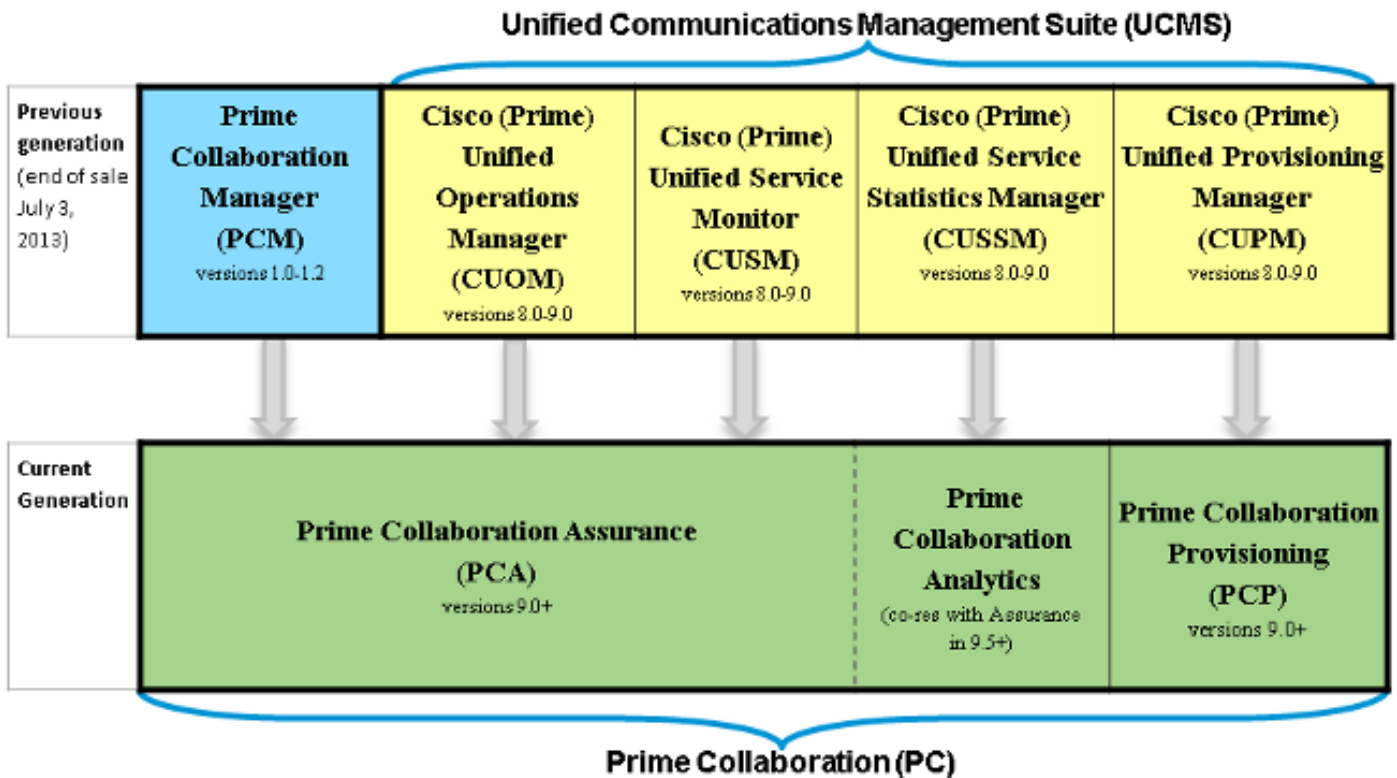 Unified Communications Management Suite (UCMS)
Previous
generation
(end of sale
July 3,
2013)
Prime
Collaboration
Manager
(PCM)
versions 1.0-1.2
Cisco (Prime)
Unified
Operations
Manager
(CUOM)
versions 8.0-9.0
Cisco (Prime)
Unified Service
Monitor
(CUSM)
versions 8.0-9.0
Cisco (Prime)
Unified Service
Statistics Manager
(CUSSM)
versions 8.0-9.0
Cisco (Prime)
Unified Provisioning
Manager
(CUPM)
versions 8.0-9.0
Current
Generation
Prime Collaboration Assurance
(PCA)
versions 9.0+
Prime
Collaboration
Analytics
(co-res with Assurance
in 9.5+)
Prime Collaboration
Provisioning
(PCP)
versions 9.0+
Prime Collaboration (PC)